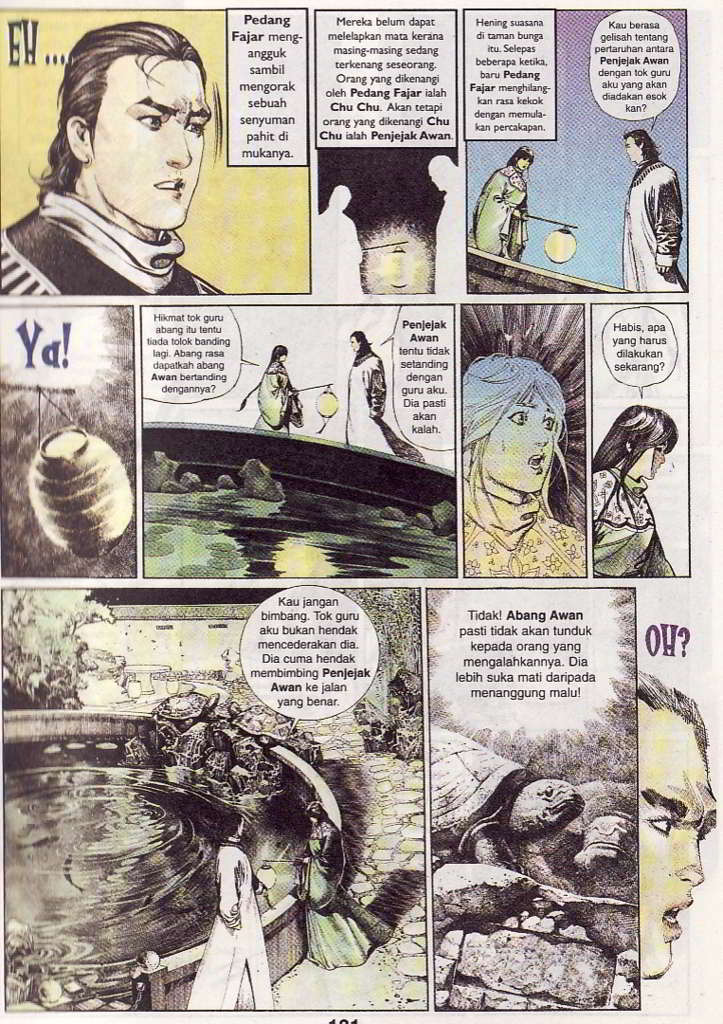 EH....
Pedang
Fajar meng-
angguk
sambil
mengorak
sebuah
senyuman
pahit di
mukanya.
Mereka belum dapat
melelapkan mata kerana
masing-masing sedang
terkenang seseorang.
Orang yang dikenangi
oleh Pedang Fajar ialah
Chu Chu. Akan tetapi
orang yang dikenangi Chu
Chu ialah Penjejak Awan.
Hening suasana
di taman bunga
itu. Selepas
beberapa ketika,
baru Pedang
Fajar menghilang-
kan rasa kekok
dengan memula-
kan percakapan.
Kau berasa
gelisah tentang
pertaruhan antara
Penjejak Awan
dengan tok guru
aku yang akan
diadakan esok
kan?
Ya!
Hikmat tok guru
abang itu tentu
tiada tolok banding
lagi. Abang rasa
dapatkah abang
Awan bertanding
dengannya?
Penjejak
Awan
tentu tidak
setanding
dengan
guru aku.
Dia pasti
akan
kalah.
Habis, apa
yang harus
dilakukan
sekarang?
Kau jangan
bimbang. Tok guru
aku bukan hendak
mencederakan dia.
Dia cuma hendak
membimbing Penjejak
Awan ke jalan
yang benar.
Tidak! Abang Awan
pasti tidak akan tunduk
kepada orang yang
mengalahkannya. Dia
lebih suka mati daripada
menanggung malu!
OH?